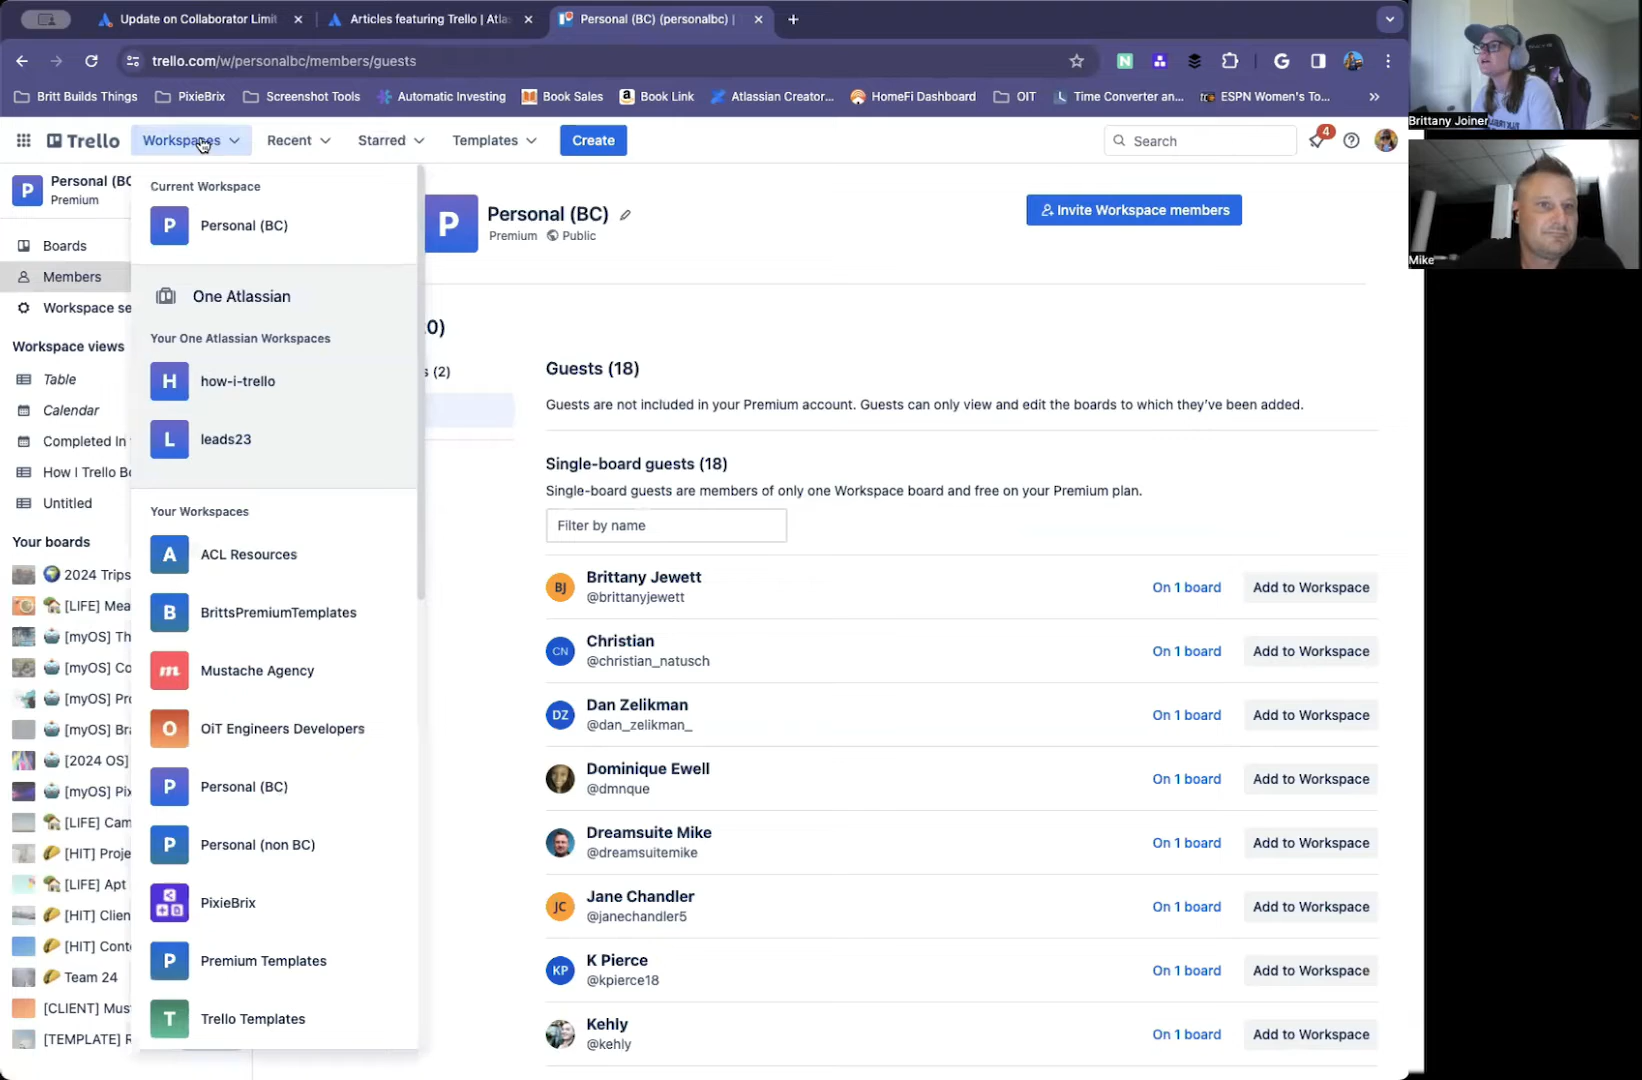 Update on Collaborator Limit
Articles featuring Trello | Atla
Personal (BC) (personalbc) |
trello.com/w/personalbc/members/guests
Britt Builds Things
PixieBrix
Screenshot Tools
Automatic Investing
Book Sales
Book Link
Atlassian Creator...
HomeFi Dashboard
OIT
Time Converter an...
ESPN Women's To...
»
Brittany Joiner
Mike
Trello
Workspaces
Recent
Starred
Templates
Create
Search
4
P
Personal (BC
Premium
Boards
Members
Workspace se
Workspace views
Table
Calendar
Completed In
How I Trello Bo
Untitled
Your boards
2024 Trips
[LIFE] Mea
[myOS] Th
[myOS] Co
[myOS] Pro
[myOS] Bra
[2024 OS]
[myOS] Pix
[LIFE] Cam
[HIT] Proje
[LIFE] Apt
[HIT] Clien
[HIT] Conte
Team 24
[CLIENT] Mus
[TEMPLATE] R
Current Workspace
P
Personal (BC)
One Atlassian
Your One Atlassian Workspaces
H
how-i-trello
L
leads23
Your Workspaces
A
ACL Resources
B
BrittsPremiumTemplates
m
Mustache Agency
O
OiT Engineers Developers
P
Personal (BC)
P
Personal (non BC)
PixieBrix
P
Premium Templates
T
Trello Templates
P
Personal (BC)
Premium
Public
Invite Workspace members
0)
s (2)
Guests (18)
Guests are not included in your Premium account. Guests can only view and edit the boards to which they've been added.
Single-board guests (18)
Single-board guests are members of only one Workspace board and free on your Premium plan.
Filter by name
BJ
Brittany Jewett
@brittanyjewett
On 1 board
Add to Workspace
CN
Christian
@christian_natusch
On 1 board
Add to Workspace
DZ
Dan Zelikman
@dan_zelikman_
On 1 board
Add to Workspace
Dominique Ewell
@dmnque
On 1 board
Add to Workspace
Dreamsuite Mike
@dreamsuitemike
On 1 board
Add to Workspace
JC
Jane Chandler
@janechandler5
On 1 board
Add to Workspace
KP
K Pierce
@kpierce18
On 1 board
Add to Workspace
Kehly
@kehly
On 1 board
Add to Workspace